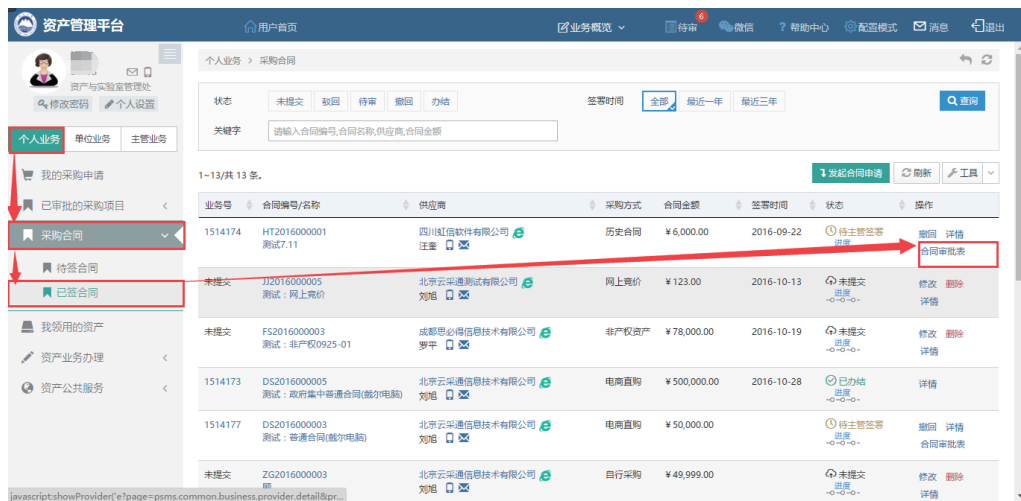 资产管理平台
用户首页
业务概览
待审
6
微信
? 帮助中心
配置模式
消息
退出
资产与实验室管理处
修改密码 个人设置
个人业务 单位业务 主管业务
我的采购申请
已审批的采购项目
采购合同
待签合同
已签合同
我领用的资产
资产业务办理
资产公共服务
个人业务 > 采购合同
状态 未提交 驳回 待审 撤回 办结 签署时间 全部 最近一年 最近三年 查询
关键字 请输入合同编号,合同名称,供应商,合同金额
1~13/共 13 条。 发起合同申请 刷新 工具
业务号 合同编号/名称 供应商 采购方式 合同金额 签署时间 状态 操作
1514174 HT2016000001 四川虹信软件有限公司 历史合同 ¥6,000.00 2016-09-22 待主管签署 撤回 详情
测试7.11 汪奎 进度 合同审批表
未提交 JJ2016000005 北京云采通测试有限公司 网上竞价 ¥123.00 2016-10-13 未提交 修改 删除
测试：网上竞价 刘旭 进度 详情
未提交 FS2016000003 成都思必得信息技术有限公司 非产权资产 ¥78,000.00 2016-10-19 未提交 修改 删除
测试：非产权0925-01 罗平 进度 详情
1514173 DS2016000005 北京云采通信息技术有限公司 电商直购 ¥500,000.00 2016-10-28 已办结 详情
测试：政府集中普通合同(戴尔电脑) 刘旭 进度
1514177 DS2016000003 北京云采通信息技术有限公司 电商直购 ¥50,000.00 待主管签署 撤回 详情
测试：普通合同(戴尔电脑) 刘旭 进度 合同审批表
未提交 ZG2016000003 北京云采通信息技术有限公司 自行采购 ¥49,999.00 未提交 修改 删除
刘旭 进度 详情
javascript:showProvider('e?page=psms.common.business.provider.detail&pr...